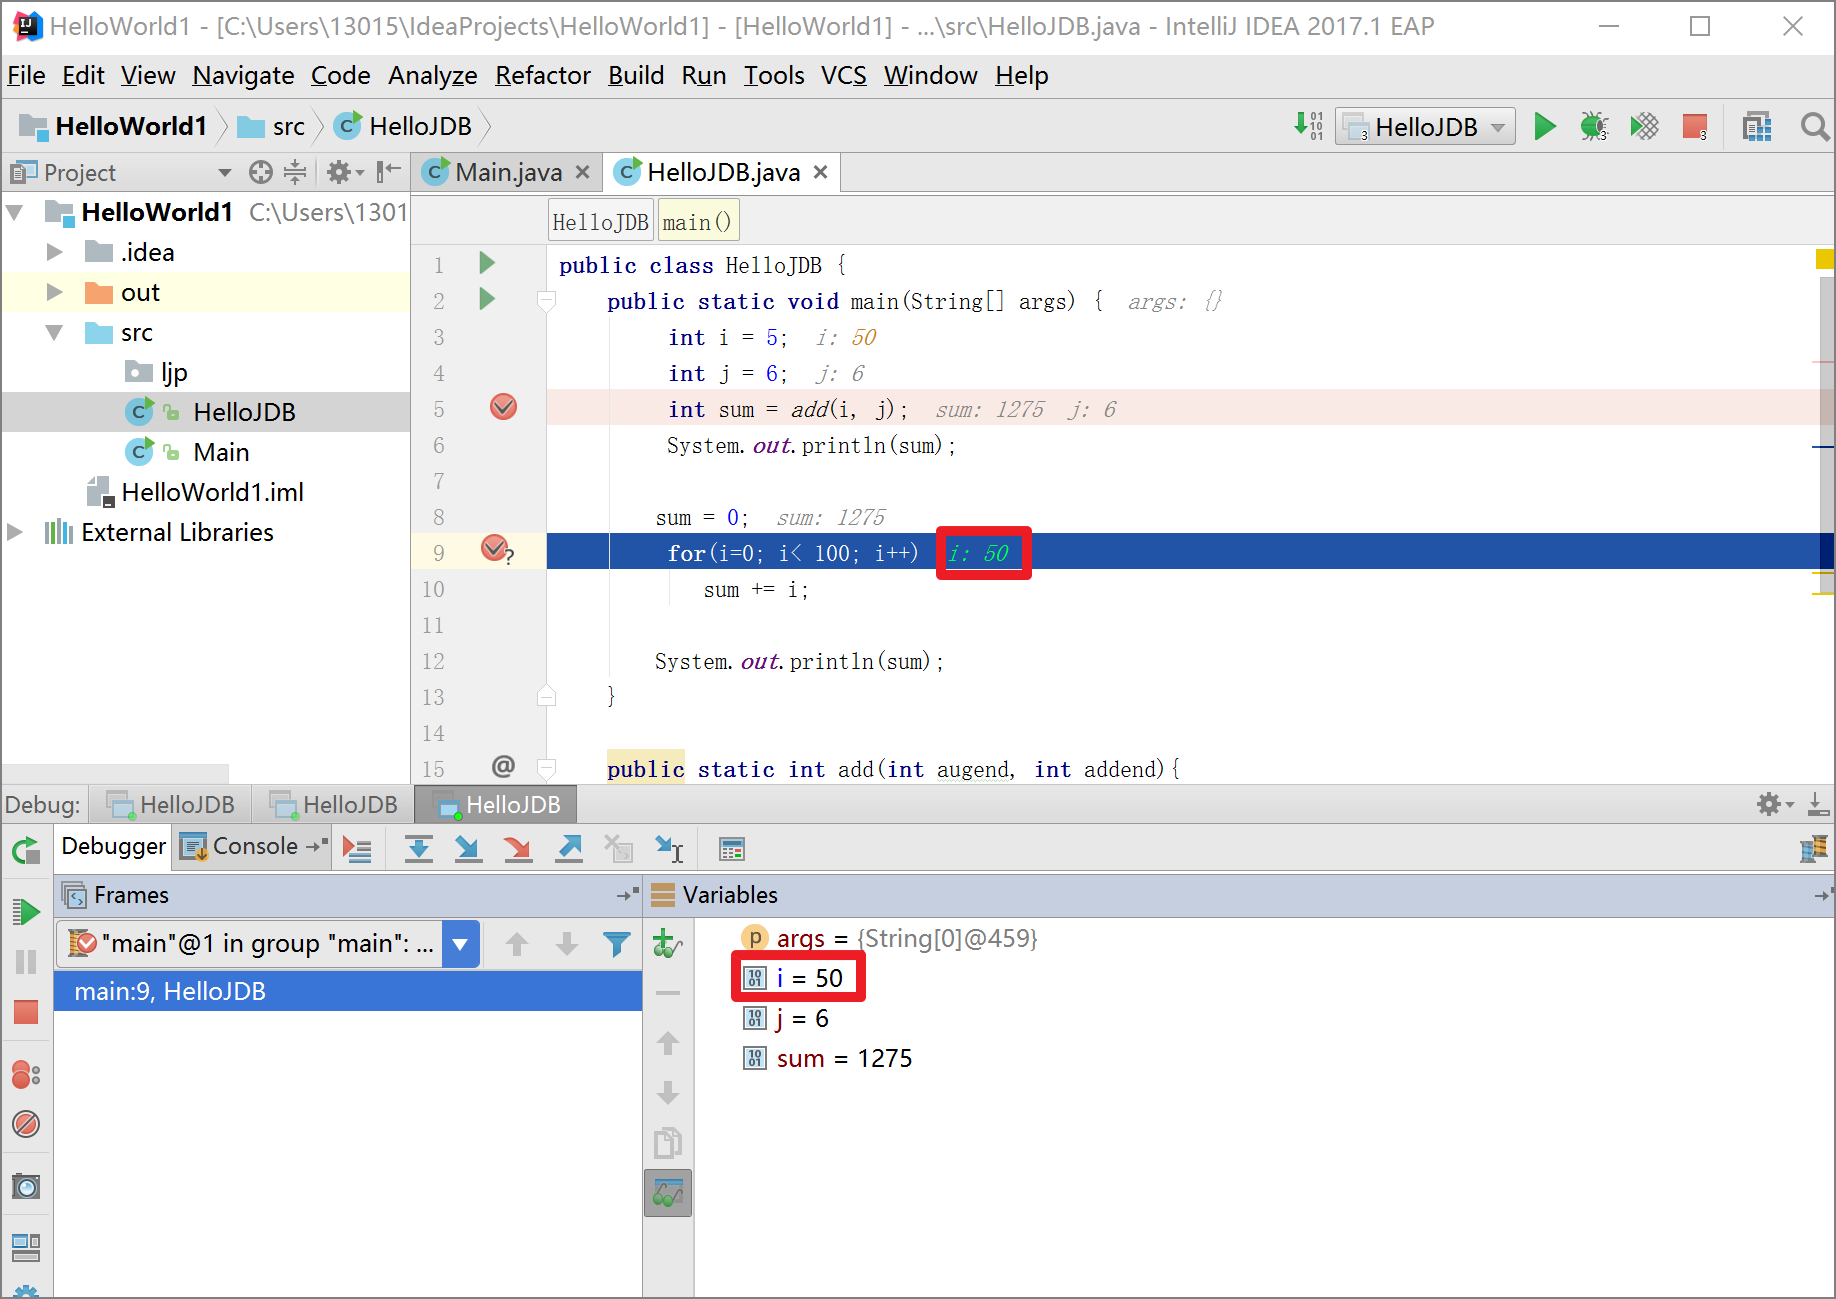 HelloWorld1 - [C:\Users\13015\IdeaProjects\HelloWorld1] - [HelloWorld1] - ...\src\HelloJDB.java - IntelliJ IDEA 2017.1 EAP
File Edit View Navigate Code Analyze Refactor Build Run Tools VCS Window Help
HelloWorld1 src HelloJDB HelloJDB
Project Main.java HelloJDB.java
HelloWorld1 C:\Users\1301
.idea
out
src
ljp
HelloJDB
Main
HelloWorld1.iml
External Libraries
HelloJDB main()
1 public class HelloJDB {
2 public static void main(String[] args) { args: {}
3 int i = 5; i: 50
4 int j = 6; j: 6
5 int sum = add(i, j); sum: 1275 j: 6
6 System.out.println(sum);
7
8 sum = 0; sum: 1275
9 for(i=0; i< 100; i++) i: 50
10 sum += i;
11
12 System.out.println(sum);
13 }
14
15 @ public static int add(int augend, int addend){
Debug: HelloJDB HelloJDB HelloJDB
Debugger Console
Frames
"main"@1 in group "main": ...
main:9, HelloJDB
Variables
args = {String[0]@459}
i = 50
j = 6
sum = 1275